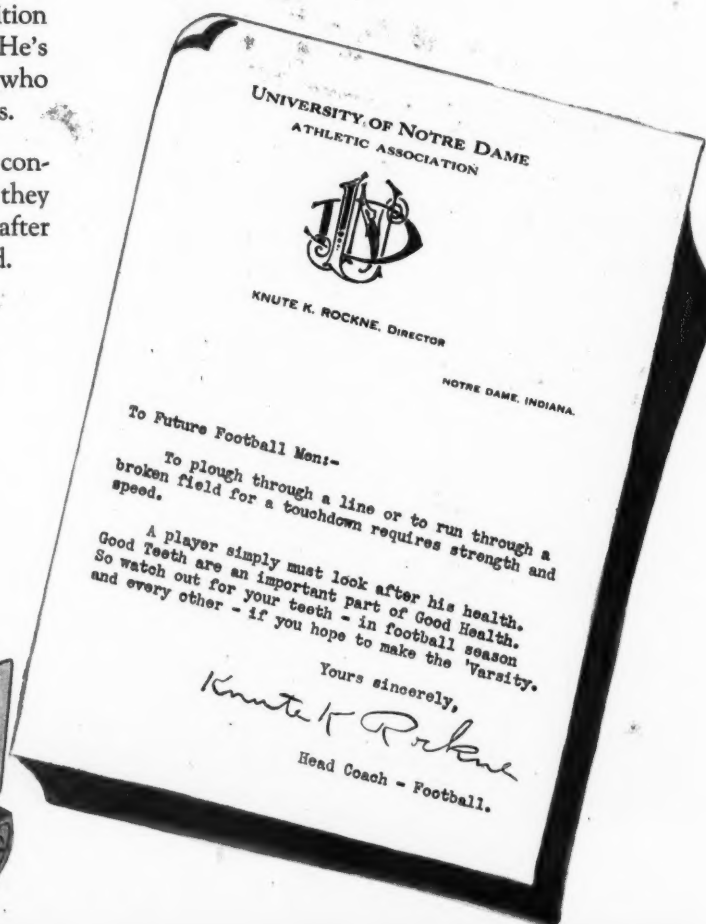 ition
He's
who
s.
con-
they
after
d.
UNIVERSITY OF NOTRE DAME
ATHLETIC ASSOCIATION
UND
KNUTE K. ROCKNE, DIRECTOR
NOTRE DAME, INDIANA.
To Future Football Men:-
To plough through a line or to run through a
broken field for a touchdown requires strength and
speed.
A player simply must look after his health.
Good Teeth are an important part of Good Health.
So watch out for your teeth - in football season
and every other - if you hope to make the 'Varsity.
Yours sincerely,
Knute K Rockne
Head Coach - Football.